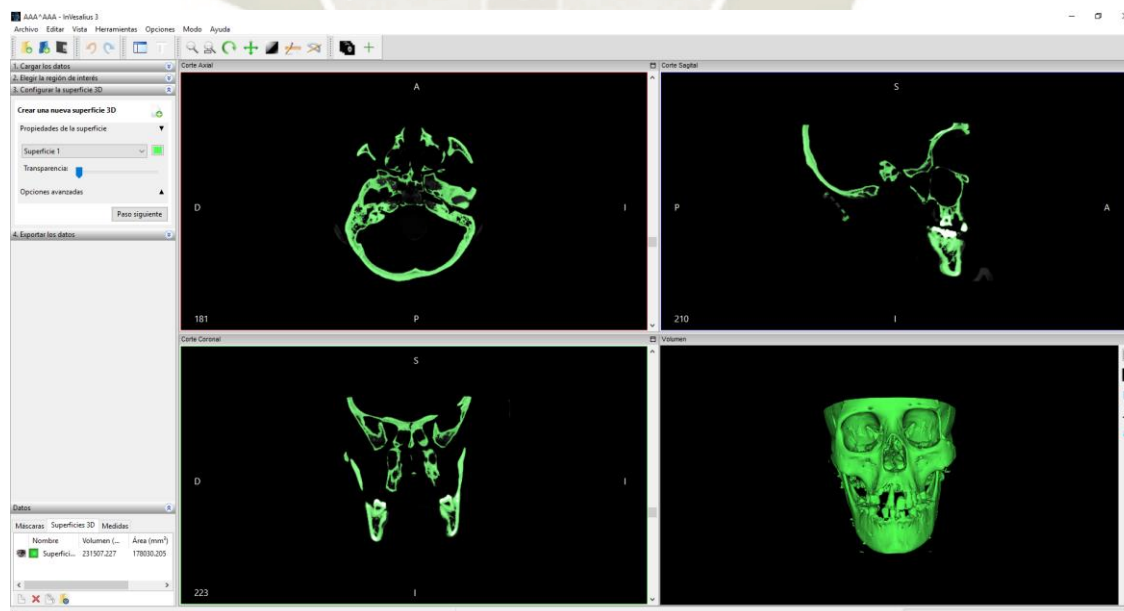 AAA^AAA - InVesalius 3
Archivo Editar Vista Herramientas Opciones Modo Ayuda
1. Cargar los datos
2. Elegir la región de interés
3. Configurar la superficie 3D
Crear una nueva superficie 3D
Propiedades de la superficie
Superficie 1
Transparencia:
Opciones avanzadas
Paso siguiente
4. Exportar los datos
Corte Axial
A
D
I
181
P
Corte Sagital
S
P
A
210
I
Corte Coronal
S
D
I
223
I
Volumen
Datos
Máscaras Superficies 3D Medidas
Nombre Volumen (... Área (mm³)
Superfici... 231507.227 178030.205